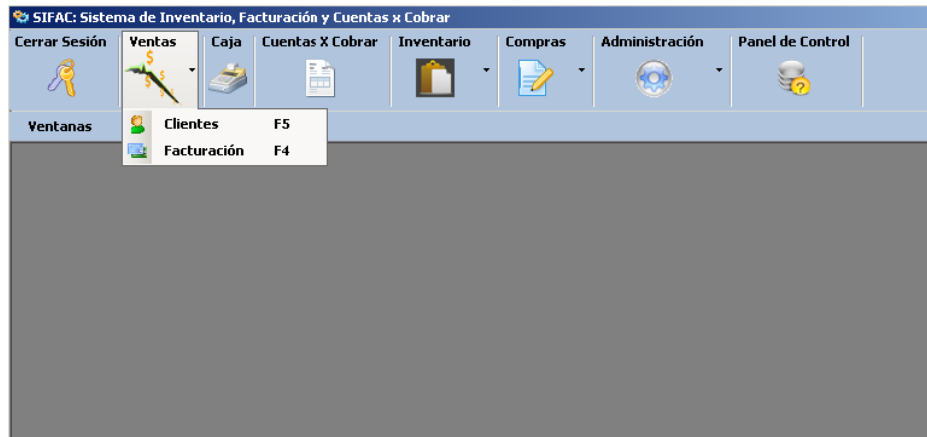 SIFAC: Sistema de Inventario, Facturación y Cuentas x Cobrar
Cerrar Sesión Ventas Caja Cuentas X Cobrar Inventario Compras Administración Panel de Control
Ventanas
Clientes F5
Facturación F4